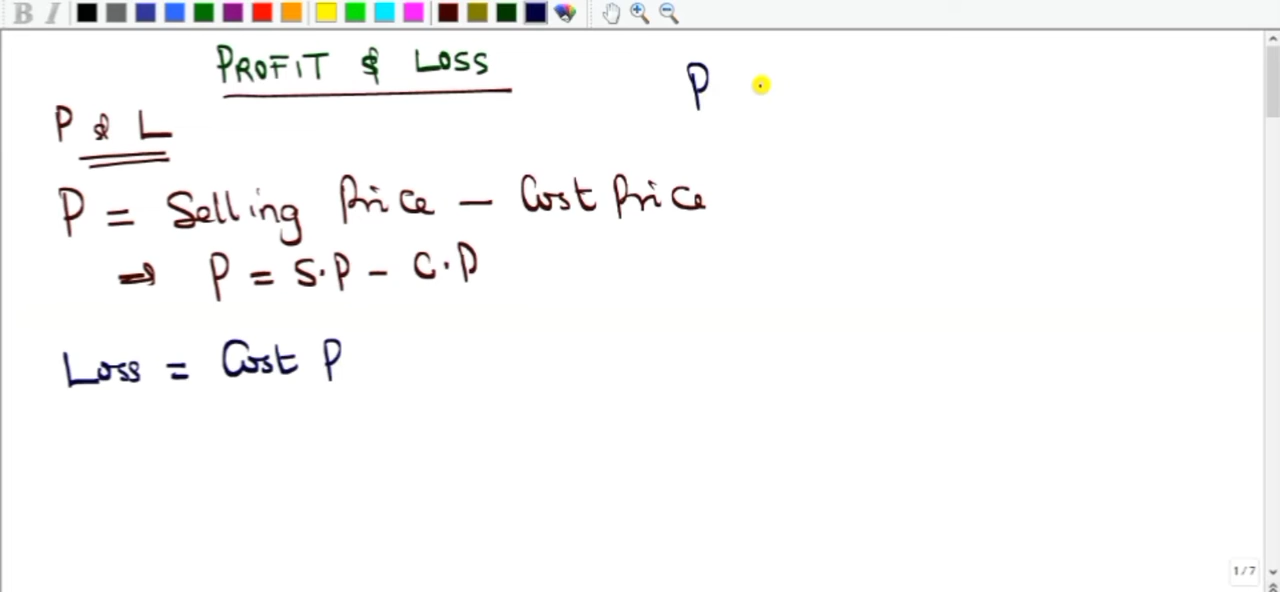 B I
PROFIT & LOSS
P
P & L
P = Selling Price - Cost Price
⇒ P = S.P - C.P
Loss = Cost P
1/7